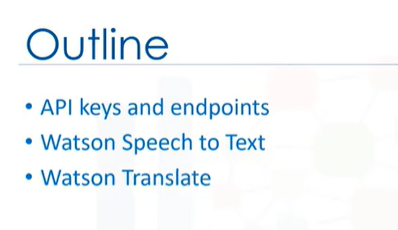 Outline
• API keys and endpoints
• Watson Speech to Text
• Watson Translate